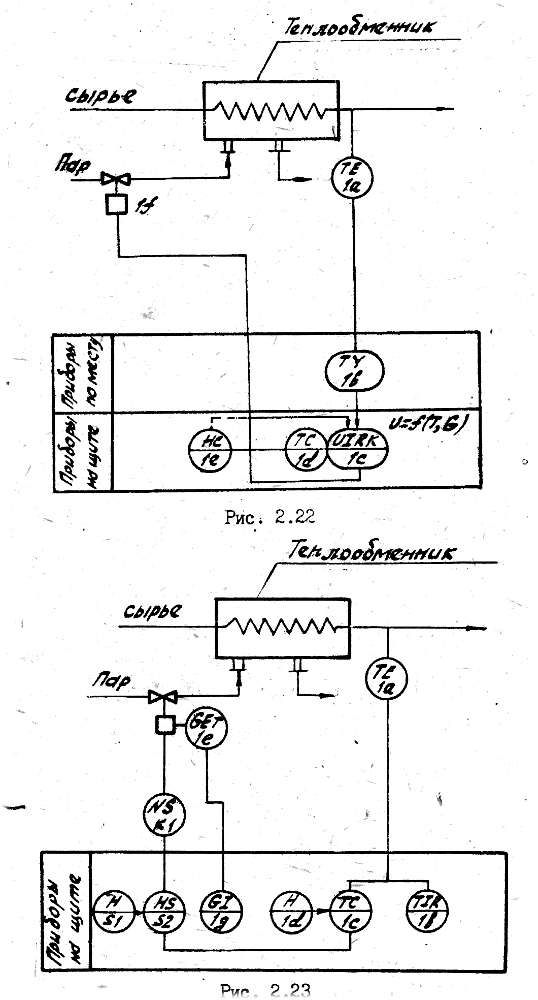 Теплообменник
сырье
Пар
1f
TE
1a
Приборы
по месту
TY
1b
Приборы
на щите
HC
1e
TC
1d
UIRK
1c
U=f(T,G)
Рис. 2.22
Теплообменник
сырье
Пар
TE
1a
GET
1e
NS
K1
Приборы
на щите
H
S1
HS
S2
GI
1g
H
1d
TC
1c
TIR
1b
Рис. 2.23